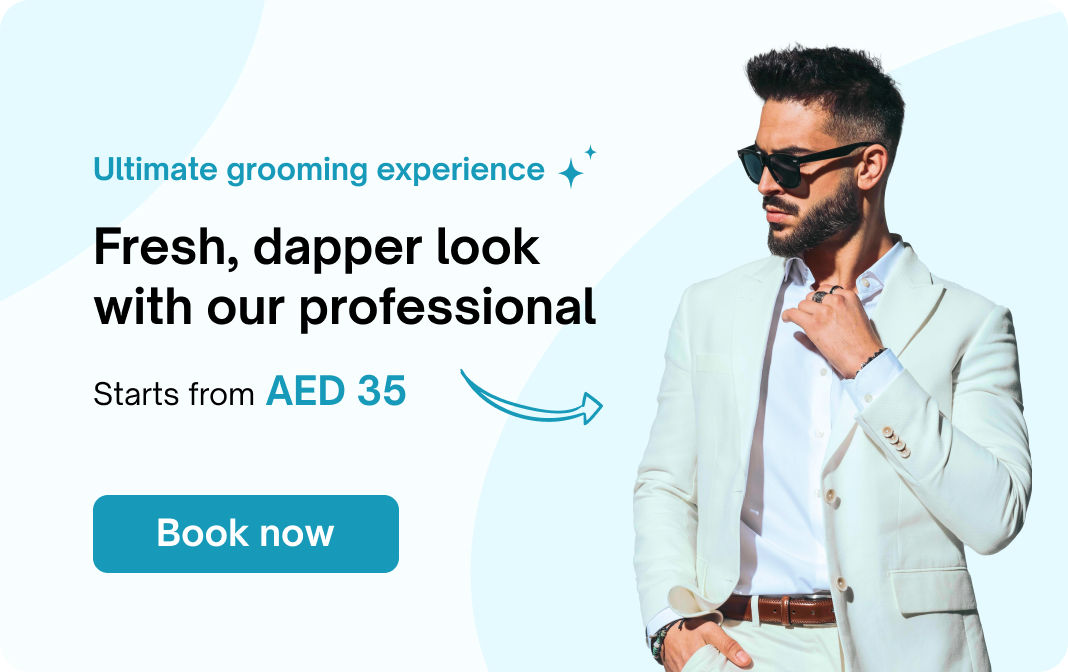 Ultimate grooming experience
Fresh, dapper look
with our professional
Starts from AED 35
Book now